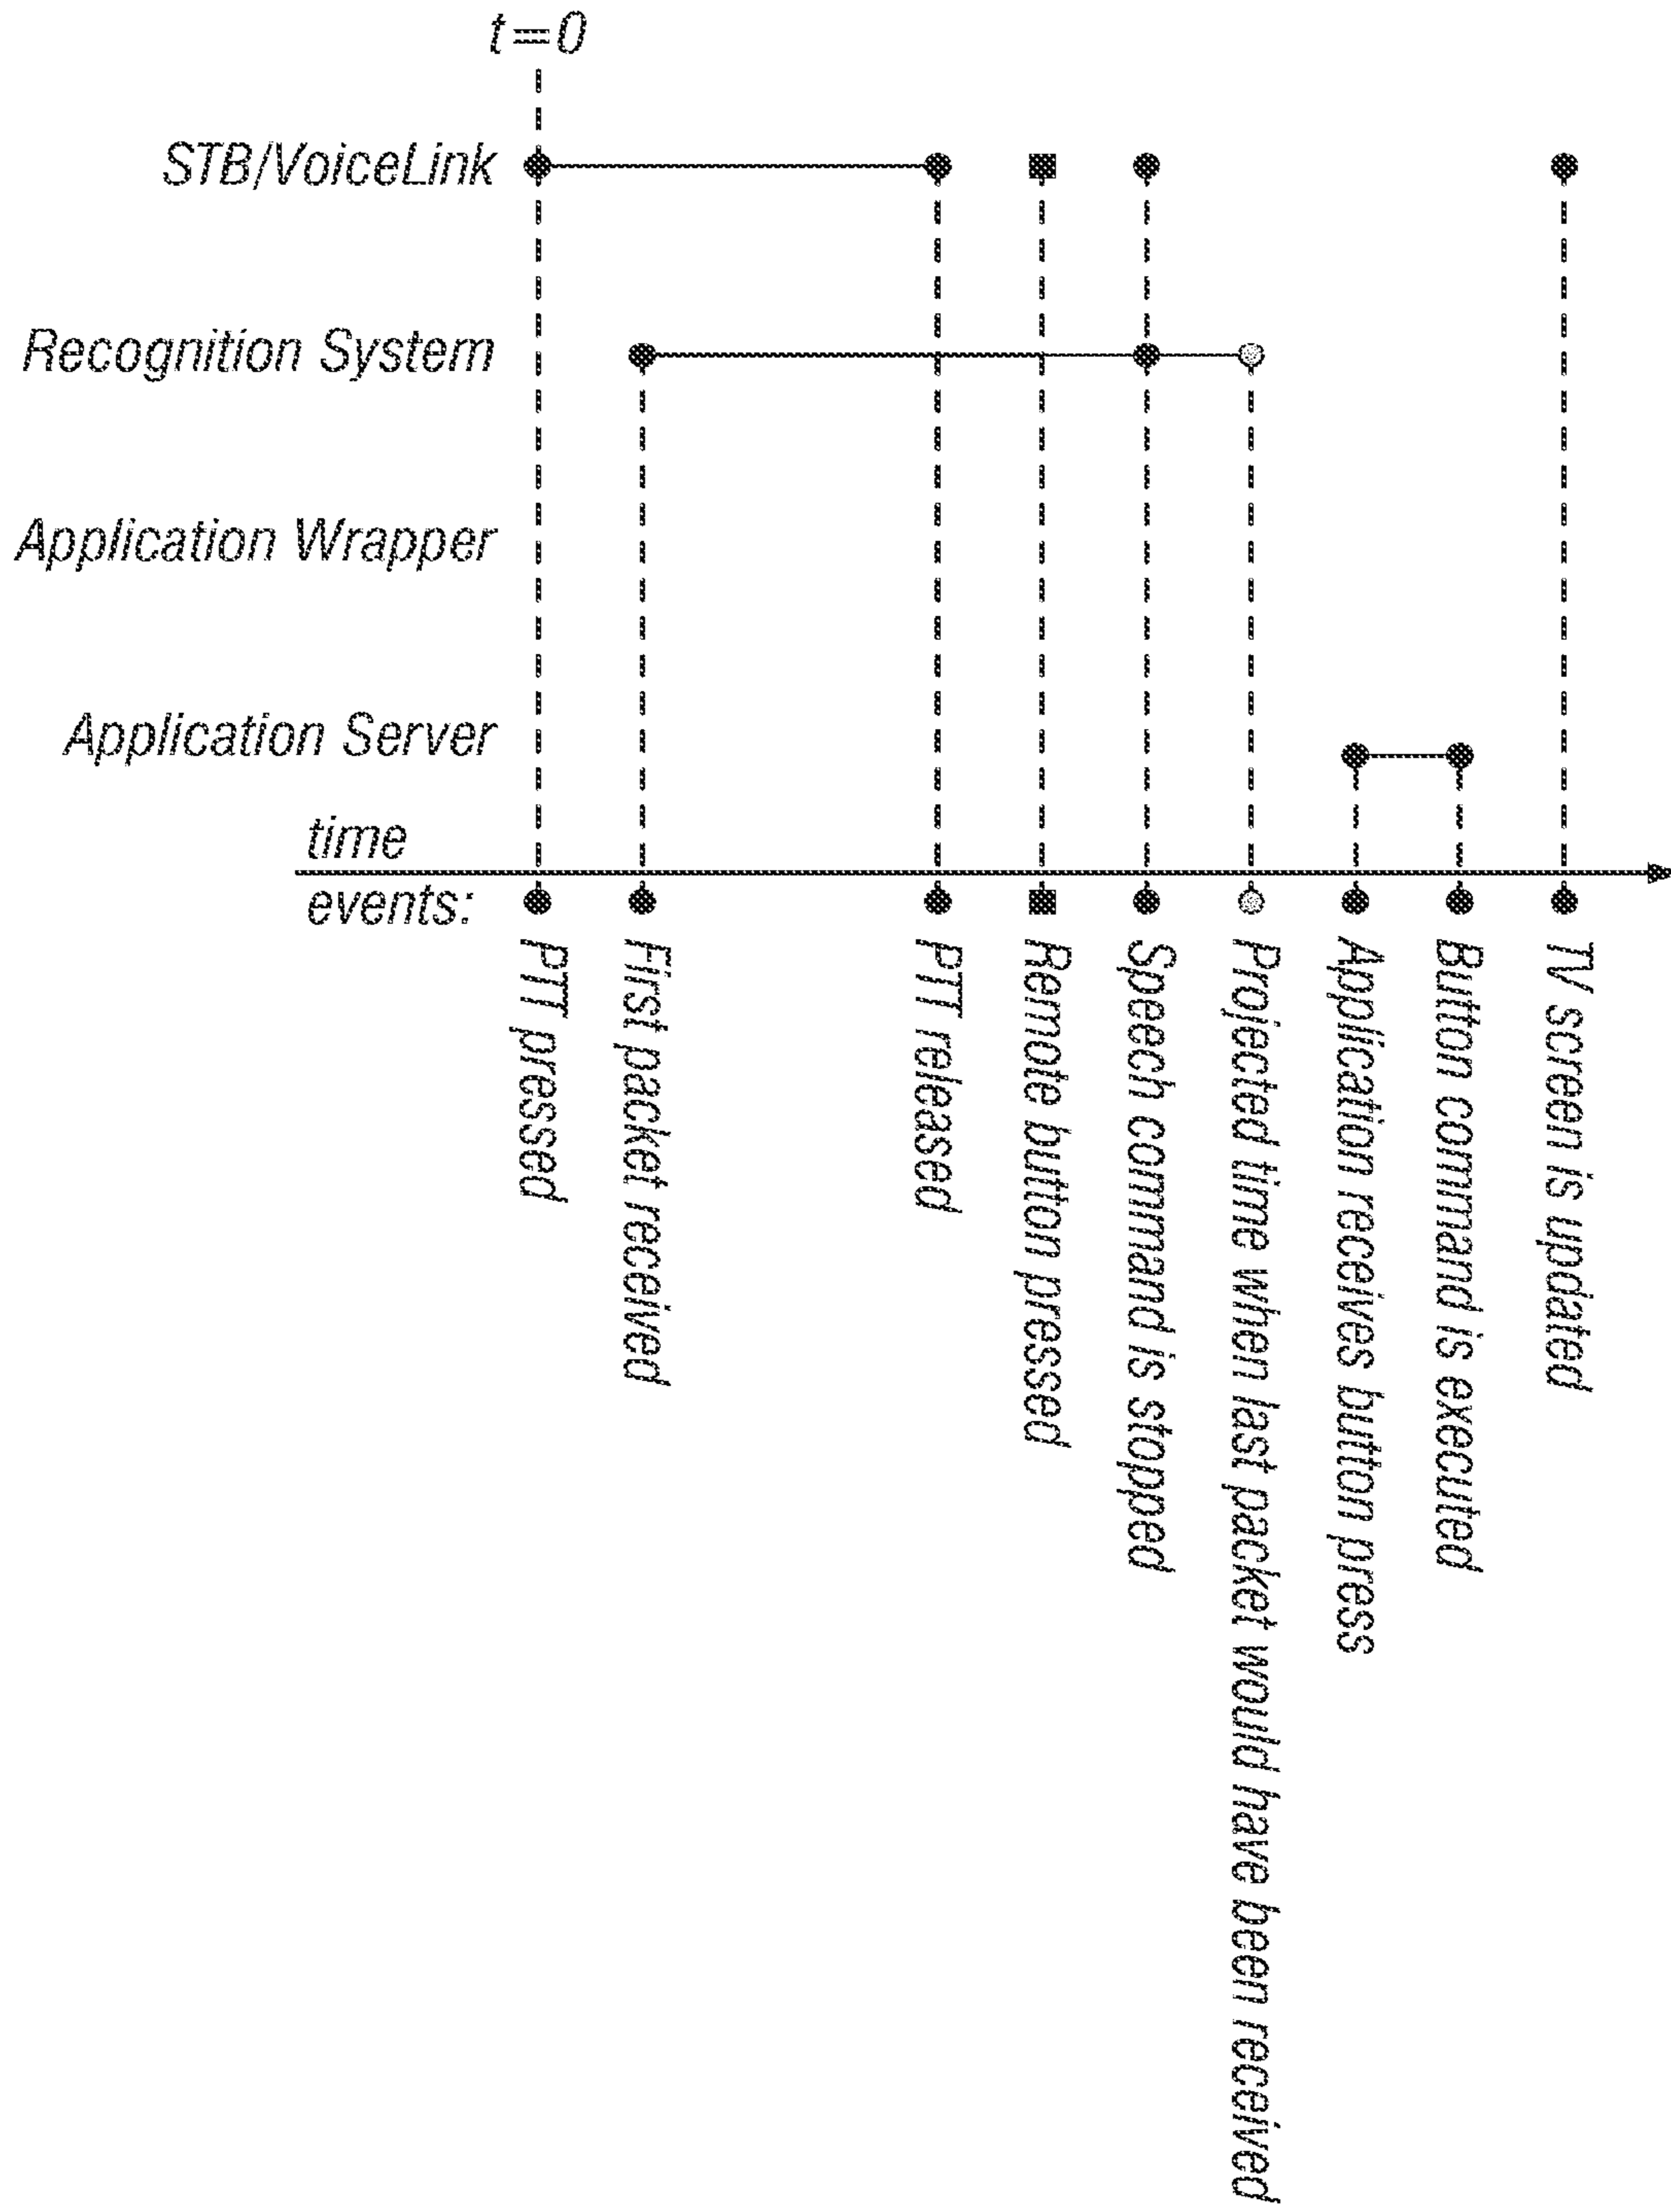 t=0
STB/VoiceLink
Recognition System
Application Wrapper
Application Server
time
events:
PTT pressed
First packet received
PTT released
Remote button pressed
Speech command is stopped
Projected time when last packet would have been received
Application receives button press
Button command is executed
TV screen is updated